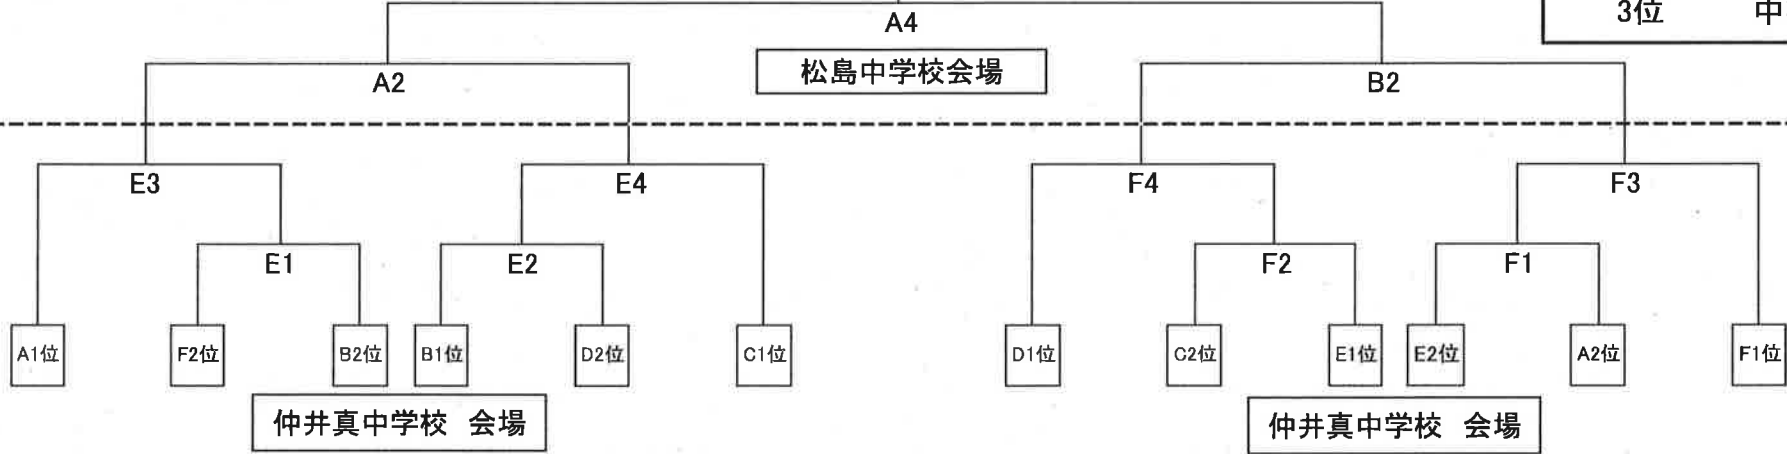 3位 中
A4
松島中学校会場
A2 B2
E3 E4 F4 F3
E1 E2 F2 F1
A1位 F2位 B2位 B1位 D2位 C1位 D1位 C2位 E1位 E2位 A2位 F1位
仲井真中学校 会場 仲井真中学校 会場